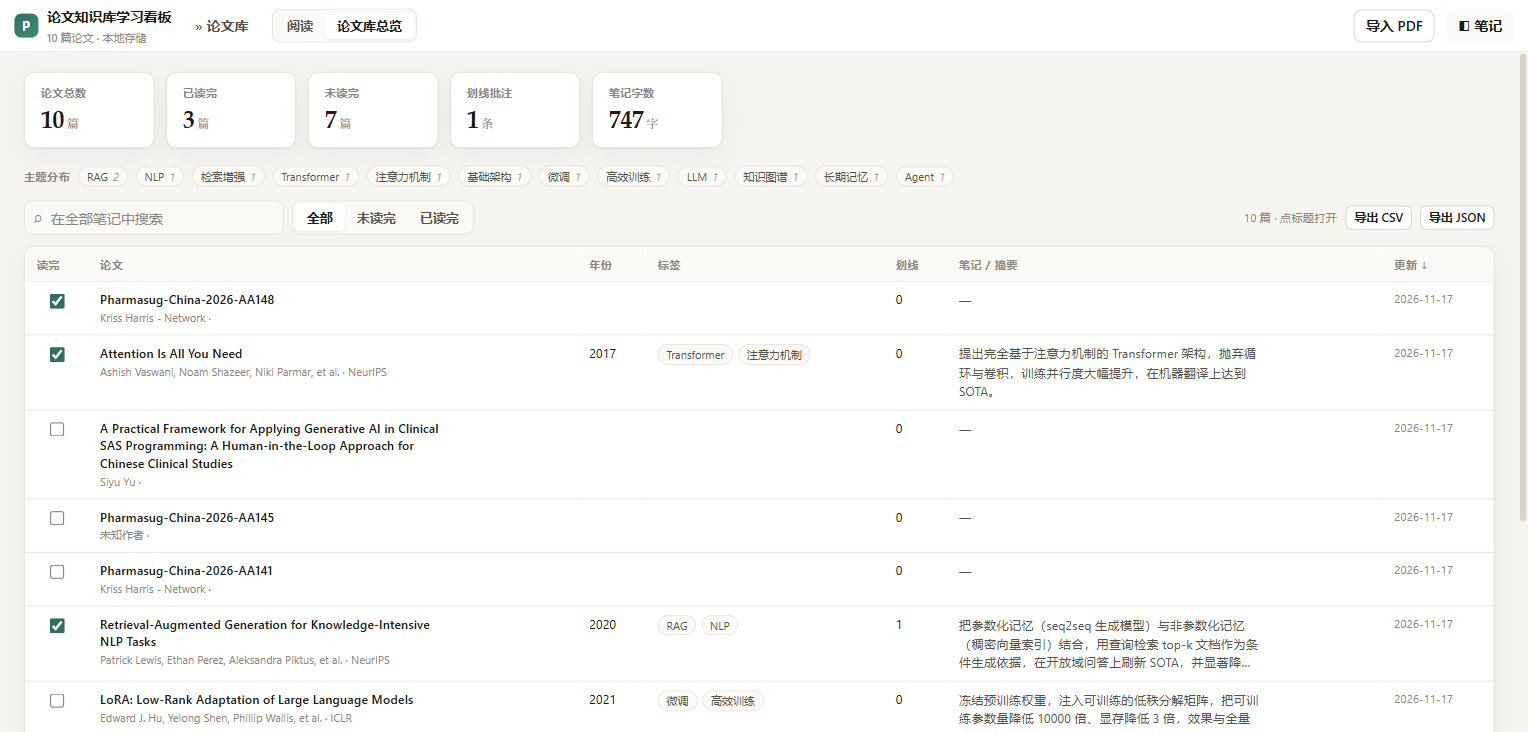 P
论文知识库学习看板
10 篇论文 · 本地存储
» 论文库
阅读
论文库总览
导入 PDF
笔记
论文总数
10 篇
已读完
3 篇
未读完
7 篇
划线批注
1 条
笔记字数
747 字
主题分布 RAG 2 NLP 1 检索增强 1 Transformer 1 注意力机制 1 基础架构 1 微调 1 高效训练 1 LLM 1 知识图谱 1 长期记忆 1 Agent 1
在全部笔记中搜索
全部 未读完 已读完
10 篇 · 点标题打开
导出 CSV
导出 JSON
读完 论文 年份 标签 划线 笔记 / 摘要 更新 ↓
Pharmasug-China-2026-AA148
Kriss Harris - Network ·
0
—
2026-11-17
Attention Is All You Need
Ashish Vaswani, Noam Shazeer, Niki Parmar, et al. · NeurIPS
2017
Transformer 注意力机制
0
提出完全基于注意力机制的 Transformer 架构，抛弃循
环与卷积，训练并行度大幅提升，在机器翻译上达到
SOTA。
2026-11-17
A Practical Framework for Applying Generative AI in Clinical
SAS Programming: A Human-in-the-Loop Approach for
Chinese Clinical Studies
Siyu Yu ·
0
—
2026-11-17
Pharmasug-China-2026-AA145
未知作者 ·
0
—
2026-11-17
Pharmasug-China-2026-AA141
Kriss Harris - Network ·
0
—
2026-11-17
Retrieval-Augmented Generation for Knowledge-Intensive
NLP Tasks
Patrick Lewis, Ethan Perez, Aleksandra Piktus, et al. · NeurIPS
2020
RAG NLP
1
把参数化记忆（seq2seq 生成模型）与非参数化记忆
（稠密向量索引）结合，用查询检索 top-k 文档作为条
件生成依据，在开放域问答上刷新 SOTA，并显著降...
2026-11-17
LoRA: Low-Rank Adaptation of Large Language Models
Edward J. Hu, Yelong Shen, Phillip Wallis, et al. · ICLR
2021
微调 高效训练
0
冻结预训练权重，注入可训练的低秩分解矩阵，把可训
练参数量降低 10000 倍、显存降低 3 倍，效果与全量
2026-11-17